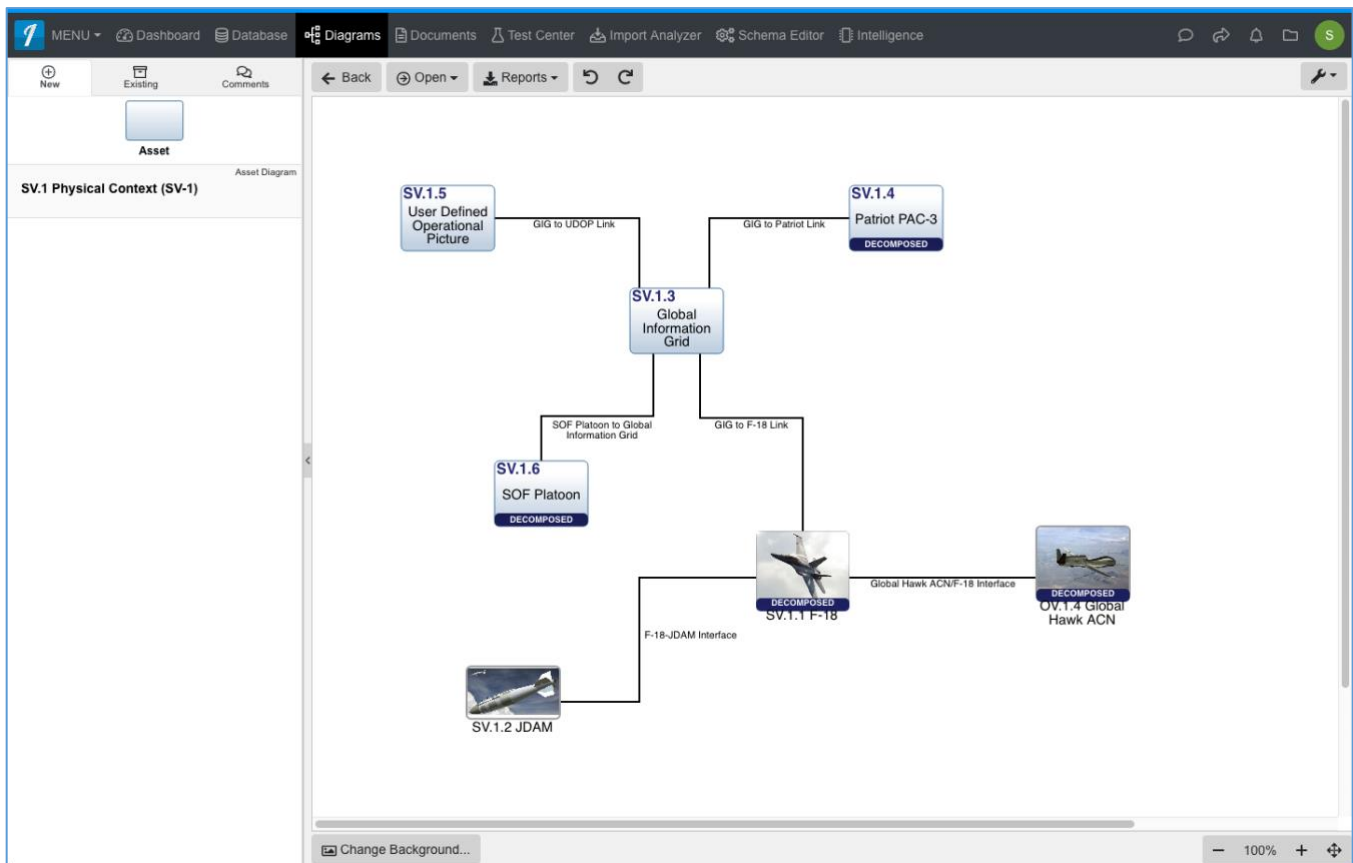 MENU
Dashboard
Database
Diagrams
Documents
Test Center
Import Analyzer
Schema Editor
Intelligence
S
New
Existing
Comments
Back
Open
Reports
Asset
Asset Diagram
SV.1 Physical Context (SV-1)
SV.1.5
User Defined
Operational
Picture
GIG to UDOP Link
GIG to Patriot Link
SV.1.4
Patriot PAC-3
DECOMPOSED
SV.1.3
Global
Information
Grid
SOF Platoon to Global
Information Grid
GIG to F-18 Link
SV.1.6
SOF Platoon
DECOMPOSED
DECOMPOSED
SV.1.1 F-18
Global Hawk ACN/F-18 Interface
DECOMPOSED
OV.1.4 Global
Hawk ACN
F-18-JDAM Interface
SV.1.2 JDAM
Change Background...
100%